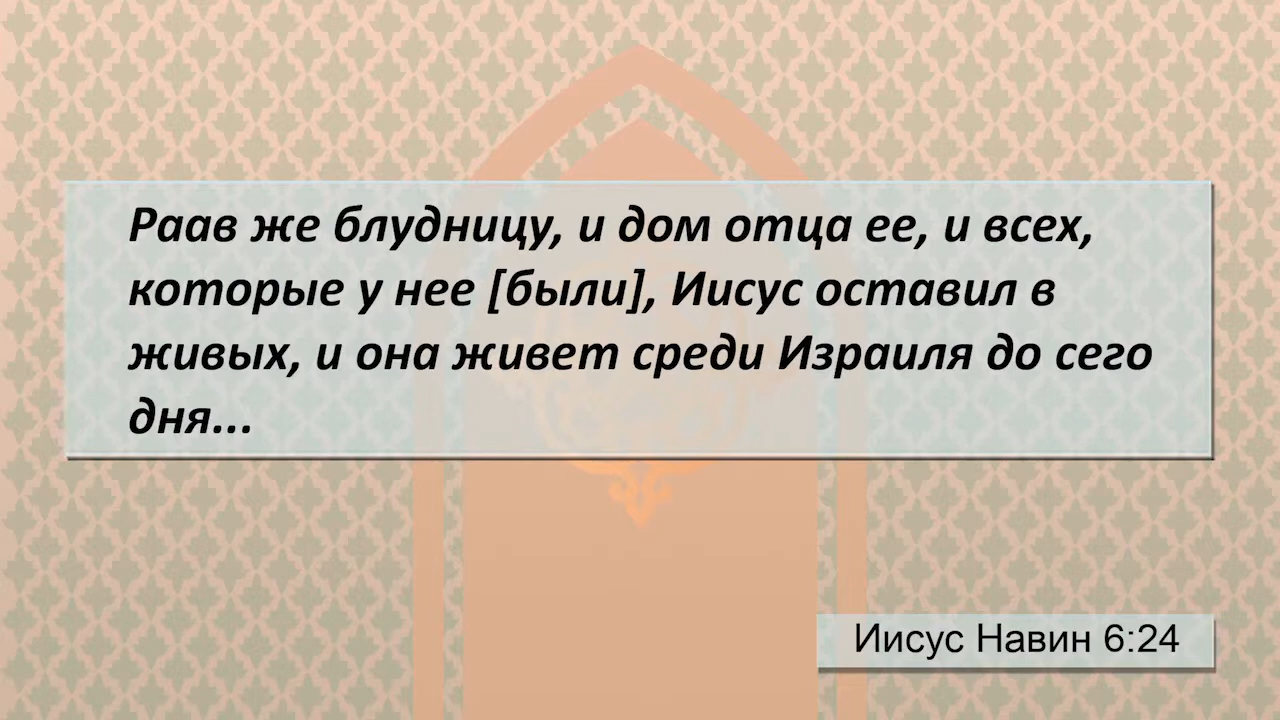 Раав же блудницу, и дом отца ее, и всех,
которые у нее [были], Иисус оставил в
живых, и она живет среди Израиля до сего
дня...
Иисус Навин 6:24